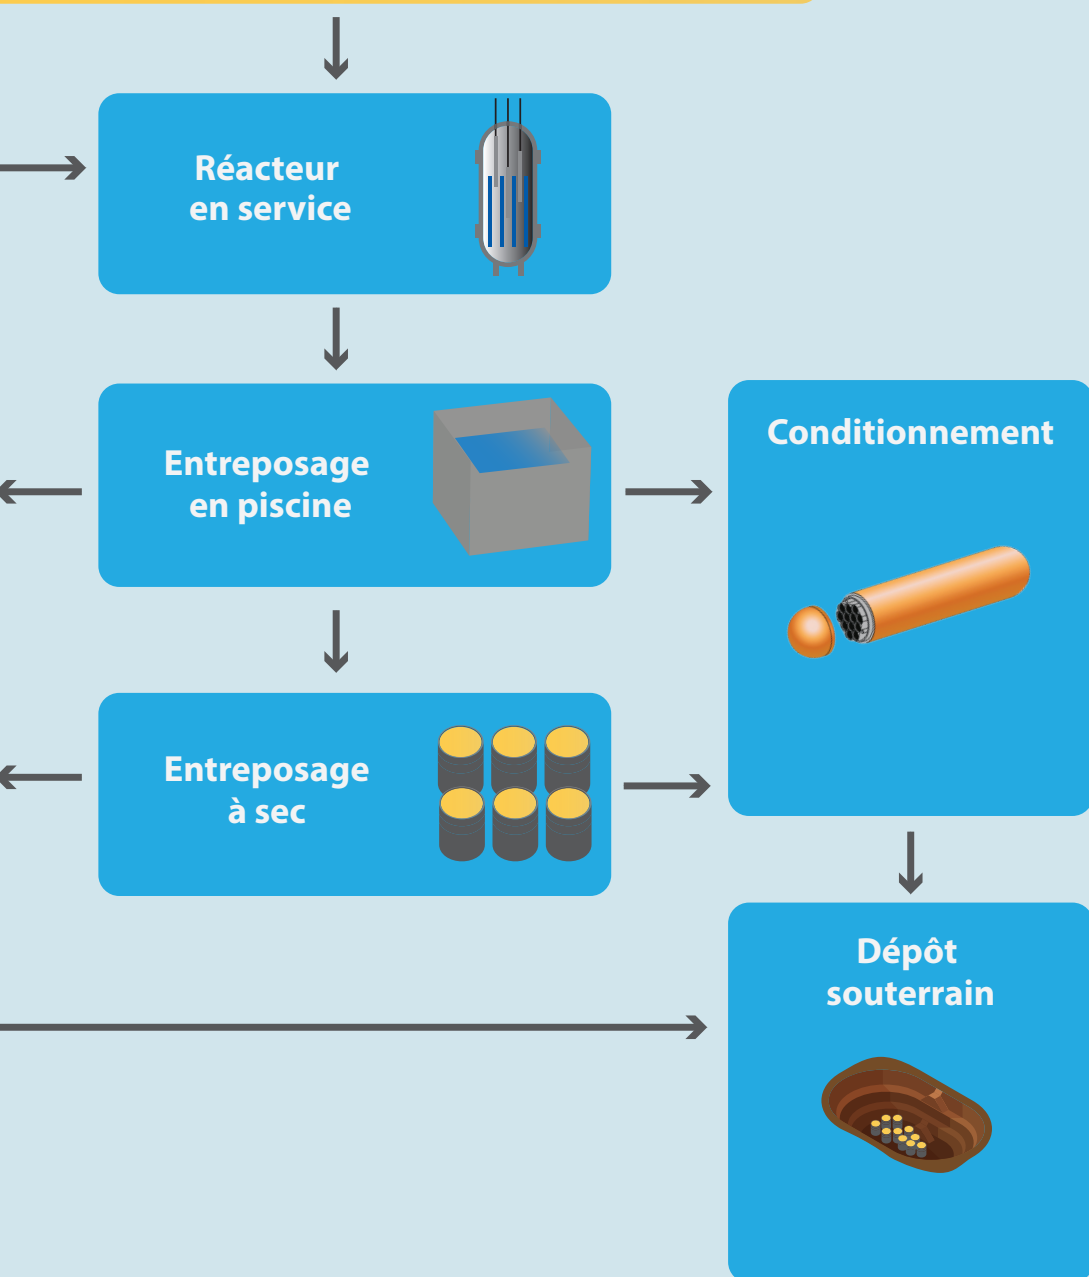 Réacteur
en service
Entreposage
en piscine
Conditionnement
Entreposage
à sec
Dépôt
souterrain